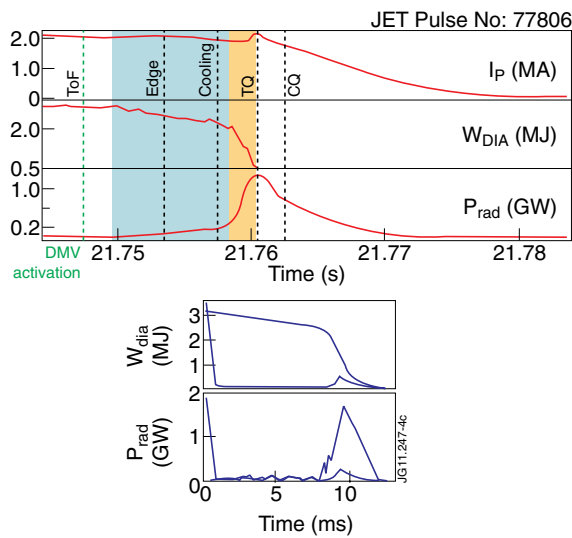 JET Pulse No: 77806
2.0
1.0
0
ToF
Edge
Cooling
TQ
CQ
I_P (MA)
2.0
0.5
W_DIA (MJ)
1.0
0.2
P_rad (GW)
DMV
activation
21.75
21.76
21.77
21.78
Time (s)
W_dia
(MJ)
3
2
1
P_rad
(GW)
2
1
0
0
5
10
Time (ms)
JG11.247-4c